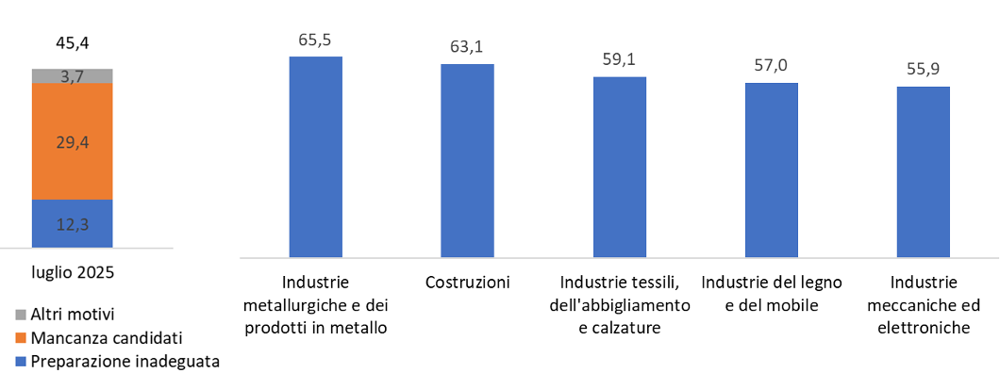 45,4
3,7
29,4
12,3
luglio 2025
Altri motivi
Mancanza candidati
Preparazione inadeguata
65,5
63,1
59,1
57,0
55,9
Industrie
metallurgiche e dei
prodotti in metallo
Costruzioni
Industrie tessili,
dell'abbigliamento
e calzature
Industrie del legno
e del mobile
Industrie
meccaniche ed
elettroniche